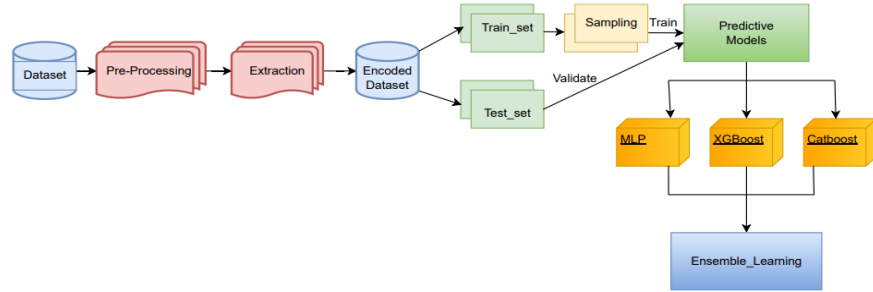 Dataset
Pre-Processing
Extraction
Encoded
Dataset
Train_set
Sampling
Train
Predictive
Models
Test_set
Validate
MLP
XGBoost
Catboost
Ensemble_Learning